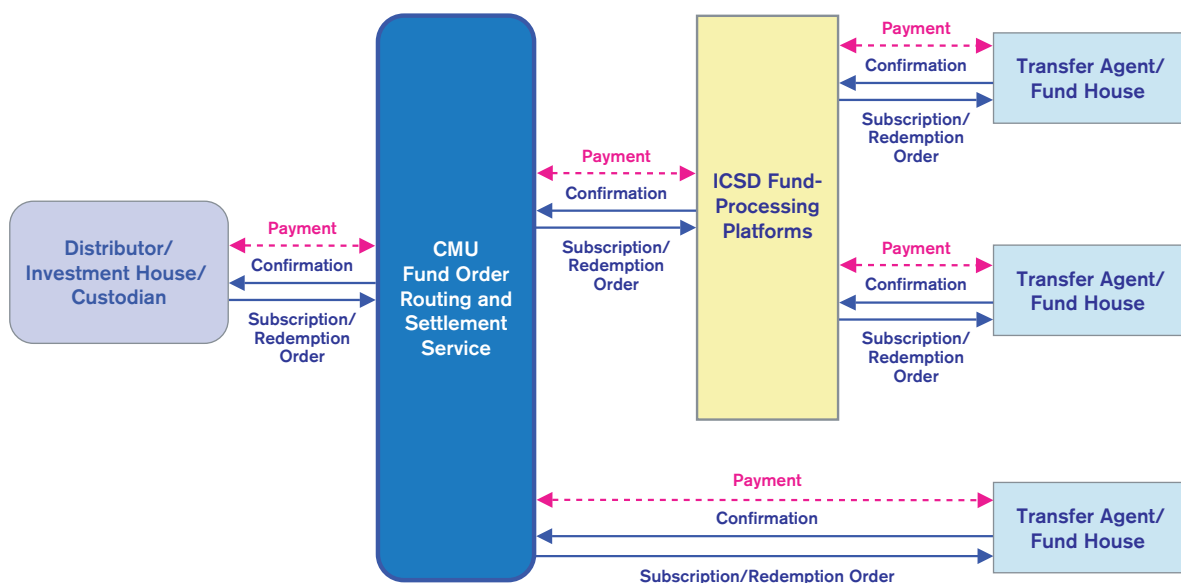 Distributor/
Investment House/
Custodian
Payment
Confirmation
Subscription/
Redemption
Order
CMU
Fund Order
Routing and
Settlement
Service
Payment
Confirmation
Subscription/
Redemption
Order
ICSD Fund-
Processing
Platforms
Payment
Confirmation
Subscription/
Redemption
Order
Transfer Agent/
Fund House
Payment
Confirmation
Subscription/
Redemption
Order
Transfer Agent/
Fund House
Payment
Confirmation
Subscription/Redemption Order
Transfer Agent/
Fund House